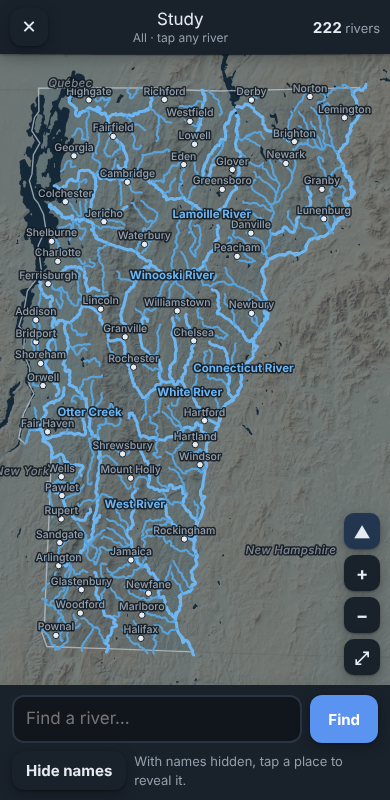 Study
All · tap any river
222 rivers
Québec
Highgate
Richford
Derby
Norton
Westfield
Lemington
Fairfield
Lowell
Brighton
Georgia
Eden
Glover
Newark
Cambridge
Greensboro
Granby
Colchester
Jericho
Lamoille River
Lunenburg
Shelburne
Waterbury
Danville
Charlotte
Peacham
Ferrisburgh
Winooski River
Lincoln
Williamstown
Newbury
Addison
Bridport
Granville
Chelsea
Shoreham
Rochester
Connecticut River
Orwell
White River
Otter Creek
Hartford
Fair Haven
Hartland
Shrewsbury
Windsor
New York
Wells
Mount Holly
Pawlet
West River
Rupert
Rockingham
Sandgate
Jamaica
New Hampshire
Arlington
Glastenbury
Newfane
Woodford
Marlboro
Pownal
Halifax
Find a river...
Find
Hide names
With names hidden, tap a place to
reveal it.